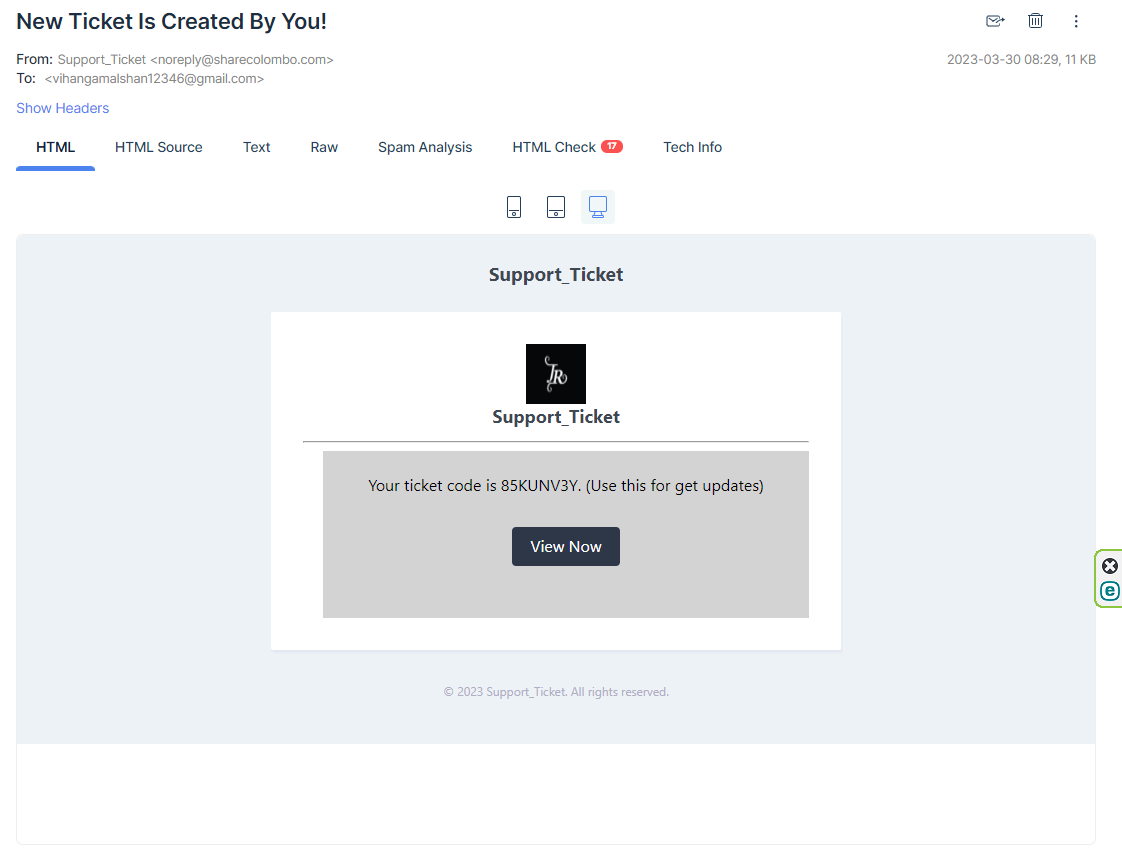 New Ticket Is Created By You!
From: Support_Ticket <noreply@sharecolombo.com>
2023-03-30 08:29, 11 KB
To: <vihangamalshan12346@gmail.com>
Show Headers
HTML
HTML Source
Text
Raw
Spam Analysis
HTML Check 17
Tech Info
Support_Ticket
JR
Support_Ticket
Your ticket code is 85KUNV3Y. (Use this for get updates)
View Now
e
© 2023 Support_Ticket. All rights reserved.